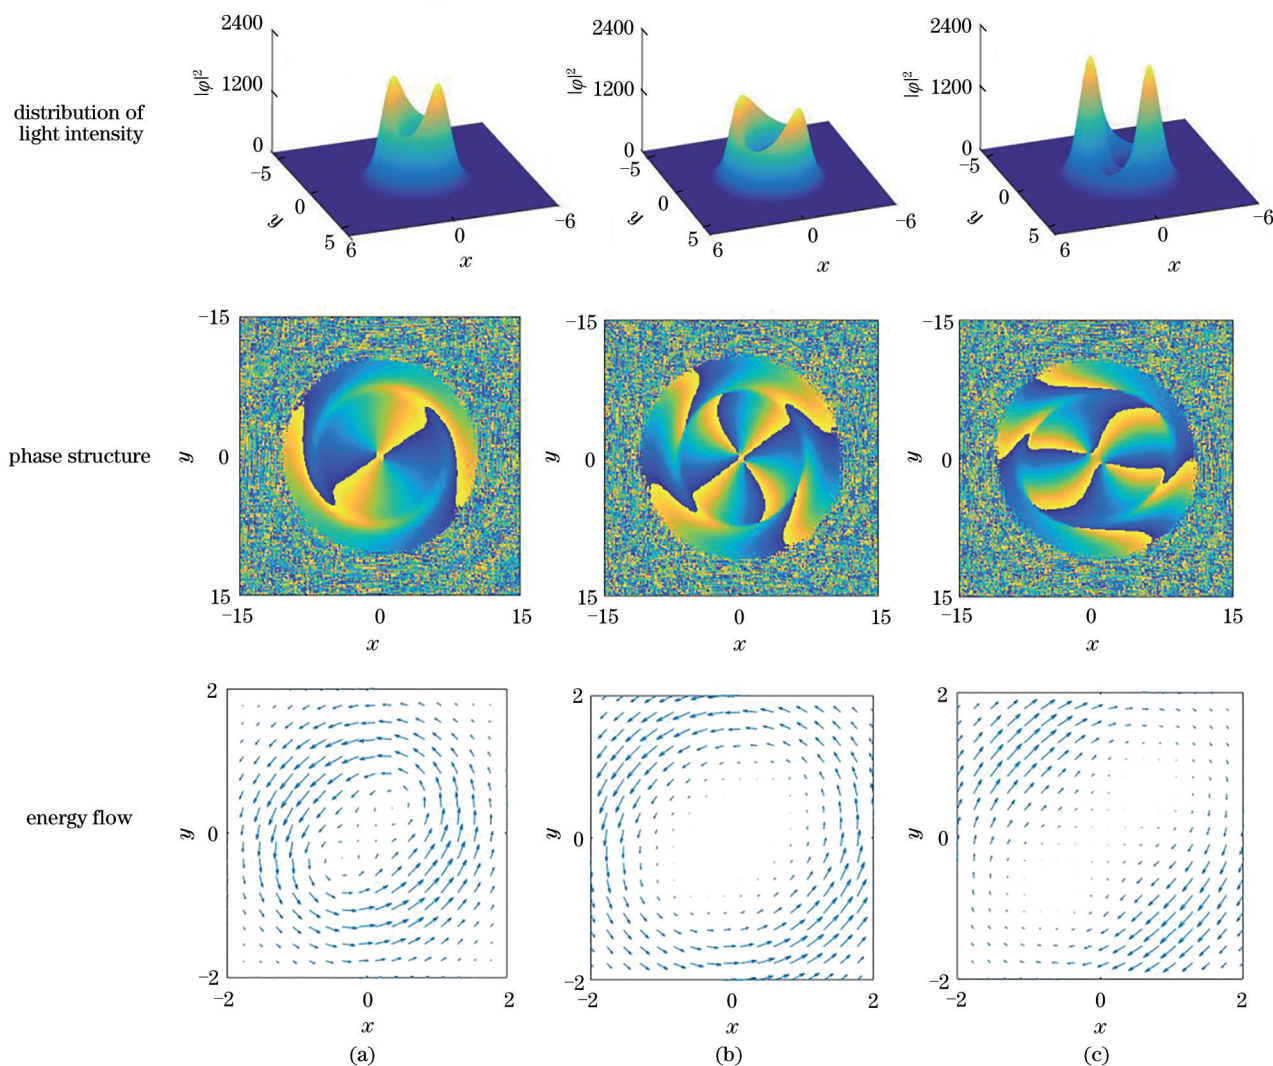 distribution of
light intensity
|φ|²
2400
1200
0
−5
0
5
y
6
0
−6
x
|φ|²
2400
1200
0
−5
0
5
y
6
0
−6
x
|φ|²
2400
1200
0
−5
0
5
y
6
0
−6
x
phase structure
y
−15
0
15
−15
0
15
x
y
−15
0
15
−15
0
15
x
y
−15
0
15
−15
0
15
x
energy flow
y
2
0
−2
−2
0
2
x
y
2
0
−2
−2
0
2
x
y
2
0
−2
−2
0
2
x
(a)
(b)
(c)